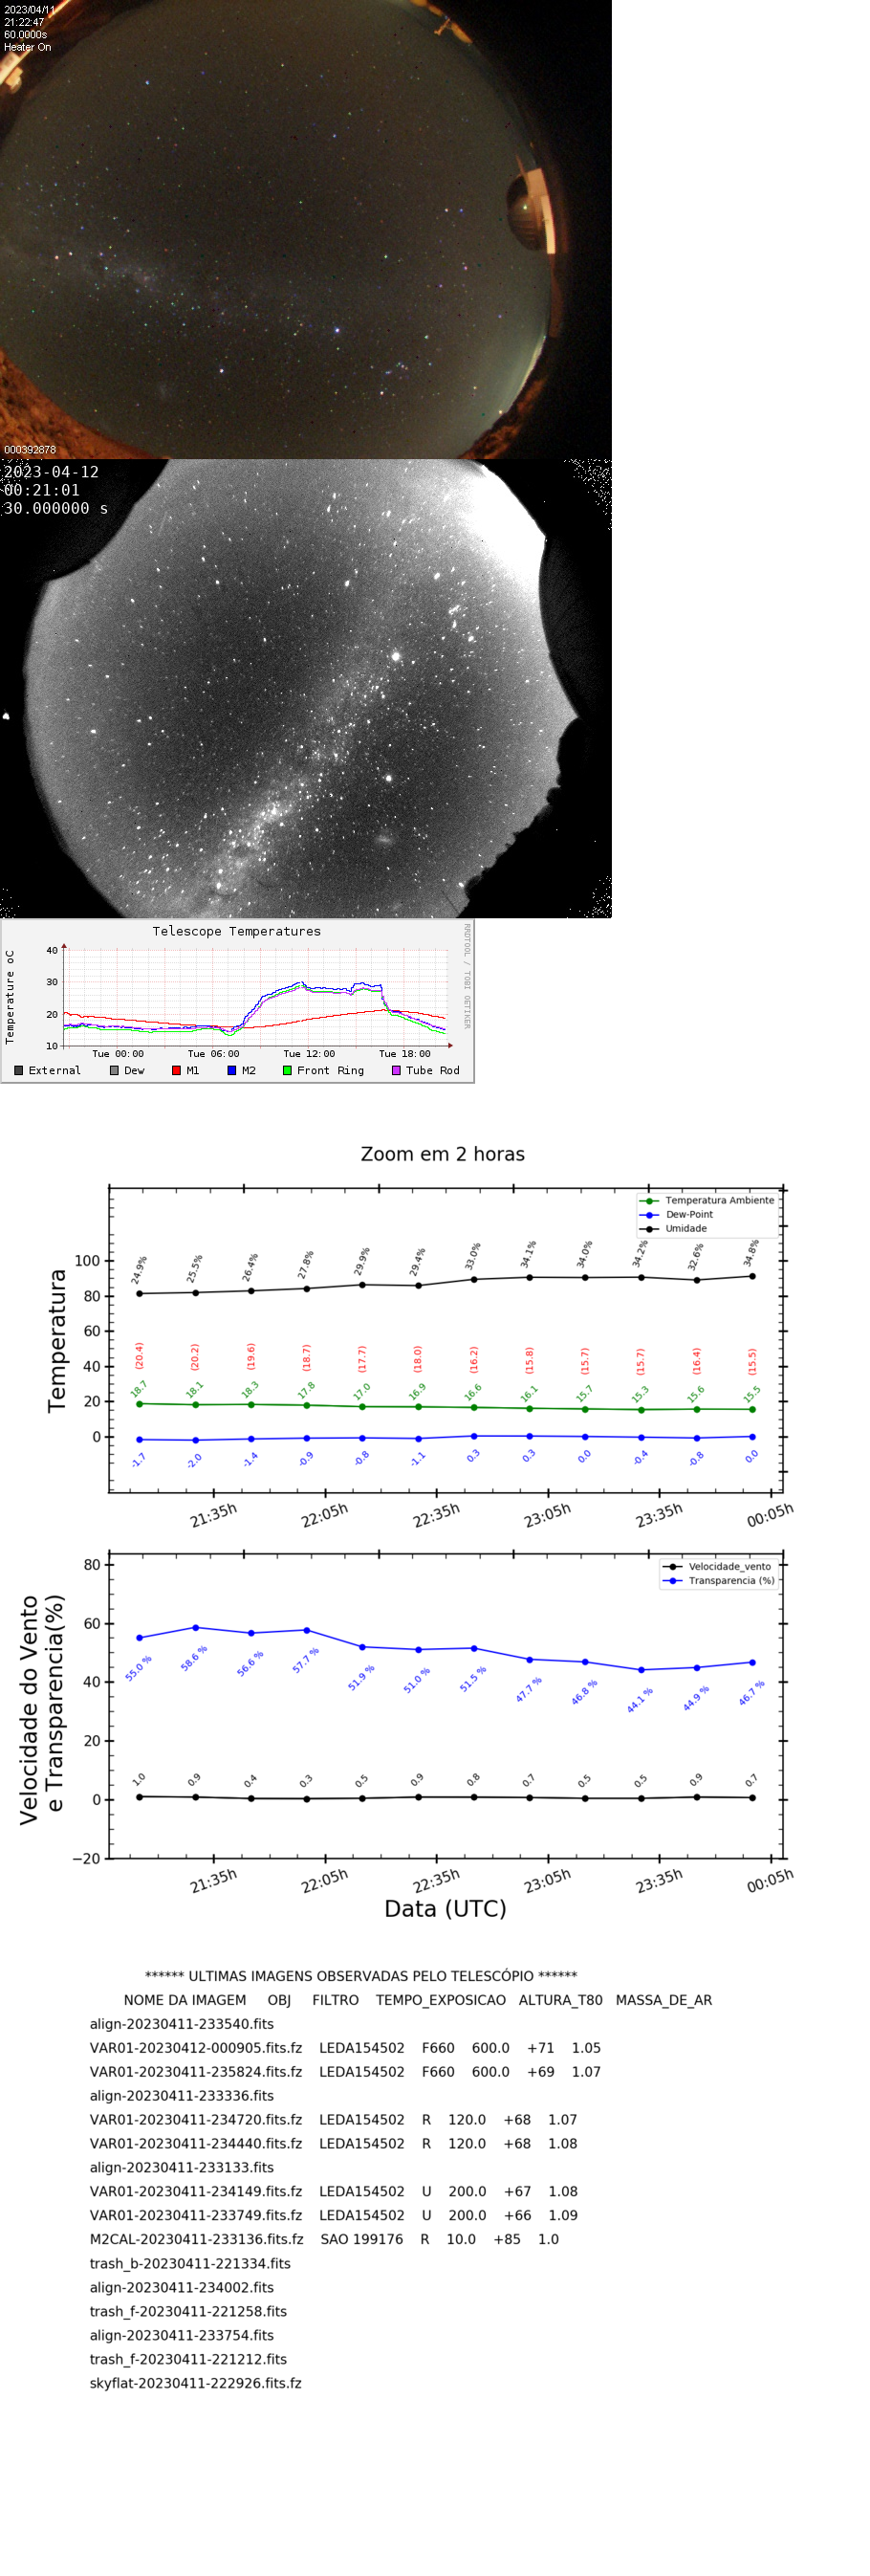 2023/04/11
21:22:47
60.0000s
Heater On
000392878
2023-04-12
00:21:01
30.000000 s
Telescope Temperatures
RRDTOOL / TOBI OETIKER
Temperature oC
40
30
20
10
Tue 00:00 Tue 06:00 Tue 12:00 Tue 18:00
External Dew M1 M2 Front Ring Tube Rod
Zoom em 2 horas
Temperatura Ambiente
Dew-Point
Umidade
Temperatura
100
80
60
40
20
0
24.9% 25.5% 26.4% 27.8% 29.9% 29.4% 33.0% 34.1% 34.0% 34.2% 32.6% 34.8%
(20.4) (20.2) (19.6) (18.7) (17.7) (18.0) (16.2) (15.8) (15.7) (15.7) (16.4) (15.5)
18.7 18.1 18.3 17.8 17.0 16.9 16.6 16.1 15.7 15.3 15.6 15.5
-1.7 -2.0 -1.4 -0.9 -0.8 -1.1 0.3 0.3 0.0 -0.4 -0.8 0.0
21:35h 22:05h 22:35h 23:05h 23:35h 00:05h
Velocidade_vento
Transparencia (%)
Velocidade do Vento
e Transparencia(%)
80
60
40
20
0
−20
55.0 % 58.6 % 56.6 % 57.7 % 51.9 % 51.0 % 51.5 % 47.7 % 46.8 % 44.1 % 44.9 % 46.7 %
1.0 0.9 0.4 0.3 0.5 0.9 0.8 0.7 0.5 0.5 0.9 0.7
21:35h 22:05h 22:35h 23:05h 23:35h 00:05h
Data (UTC)
****** ULTIMAS IMAGENS OBSERVADAS PELO TELESCÓPIO ******
NOME DA IMAGEM OBJ FILTRO TEMPO_EXPOSICAO ALTURA_T80 MASSA_DE_AR
align-20230411-233540.fits
VAR01-20230412-000905.fits.fz LEDA154502 F660 600.0 +71 1.05
VAR01-20230411-235824.fits.fz LEDA154502 F660 600.0 +69 1.07
align-20230411-233336.fits
VAR01-20230411-234720.fits.fz LEDA154502 R 120.0 +68 1.07
VAR01-20230411-234440.fits.fz LEDA154502 R 120.0 +68 1.08
align-20230411-233133.fits
VAR01-20230411-234149.fits.fz LEDA154502 U 200.0 +67 1.08
VAR01-20230411-233749.fits.fz LEDA154502 U 200.0 +66 1.09
M2CAL-20230411-233136.fits.fz SAO 199176 R 10.0 +85 1.0
trash_b-20230411-221334.fits
align-20230411-234002.fits
trash_f-20230411-221258.fits
align-20230411-233754.fits
trash_f-20230411-221212.fits
skyflat-20230411-222926.fits.fz